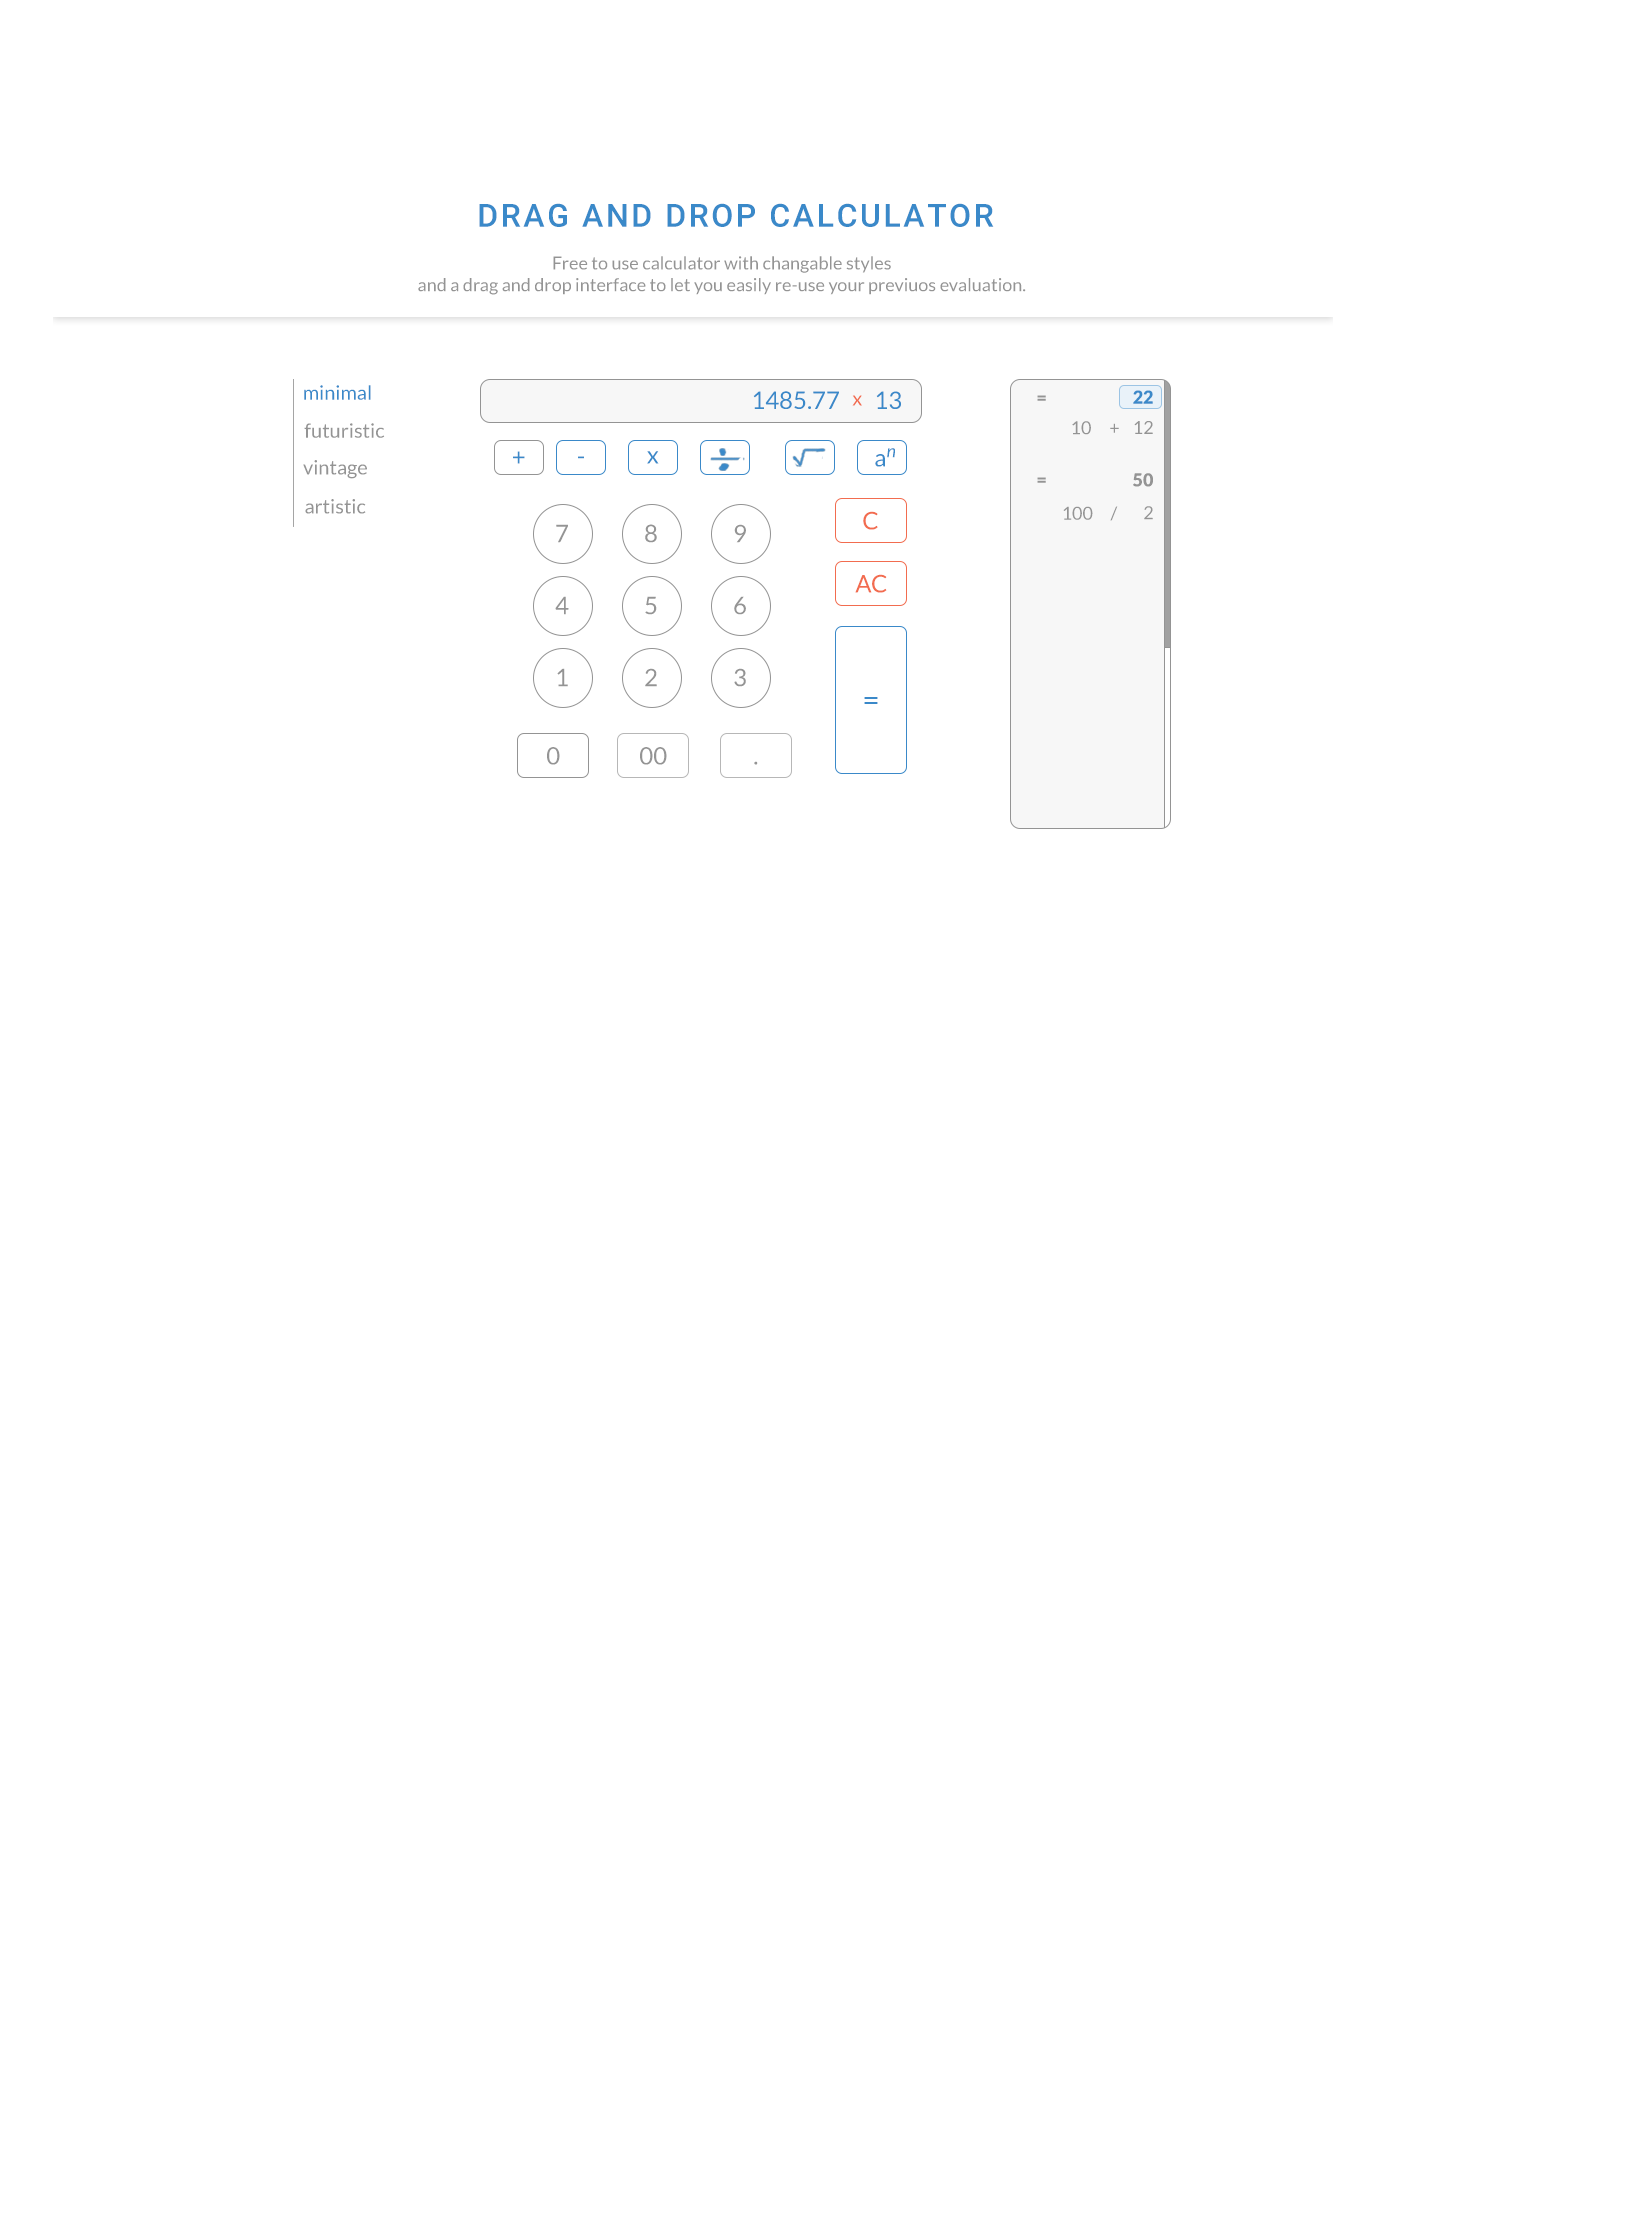 DRAG AND DROP CALCULATOR
Free to use calculator with changable styles
and a drag and drop interface to let you easily re-use your previuos evaluation.
minimal
futuristic
vintage
artistic
1485.77 x 13
+ - x ÷ √ aⁿ
7 8 9
C
4 5 6
AC
1 2 3
=
0 00 .
= 22
10 + 12
= 50
100 / 2